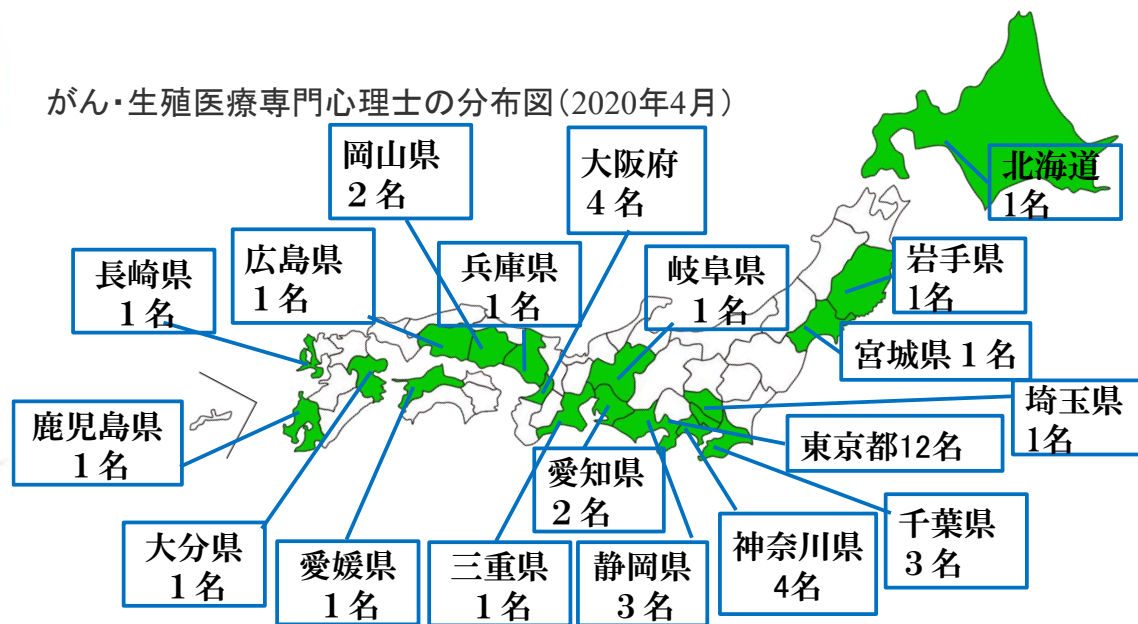 がん・生殖医療専門心理士の分布図(2020年4月)
岡山県
２名
大阪府
４名
北海道
1名
長崎県
１名
広島県
１名
兵庫県
１名
岐阜県
１名
岩手県
1名
宮城県 1 名
埼玉県
1名
鹿児島県
１名
東京都12名
愛知県
２名
千葉県
３名
大分県
１名
愛媛県
１名
三重県
１名
静岡県
３名
神奈川県
4名